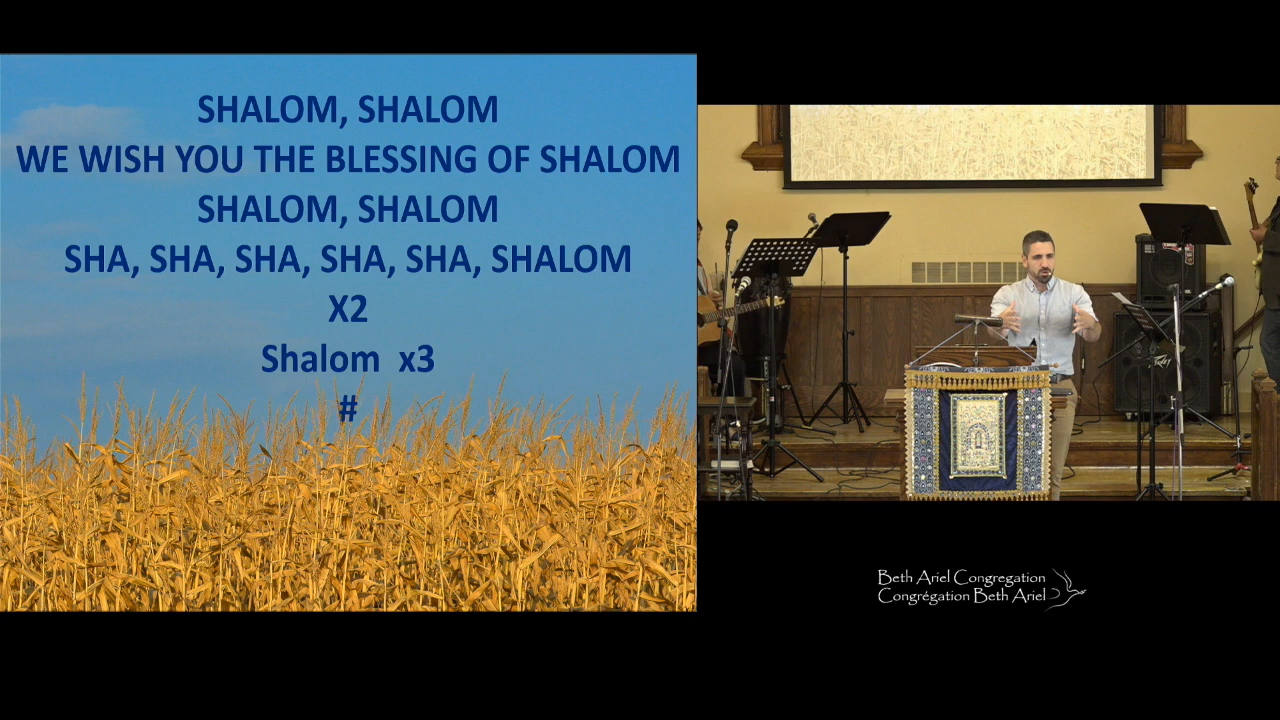 SHALOM, SHALOM
WE WISH YOU THE BLESSING OF SHALOM
SHALOM, SHALOM
SHA, SHA, SHA, SHA, SHA, SHALOM
X2
Shalom  x3
#
PEAVEY
Beth Ariel Congregation
Congrégation Beth Ariel